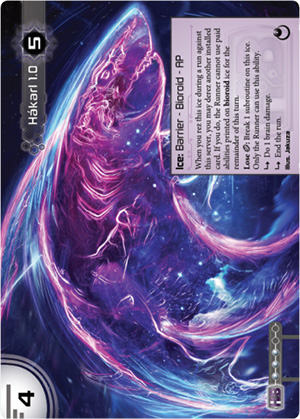 Hákarl 1.0
5
Ice: Barrier - Bioroid - AP
When you rez this ice during a run against
this server, you may derez another installed
card. If you do, the Runner cannot use paid
abilities printed on bioroid ice for the
remainder of this turn.
Lose : Break 1 subroutine on this ice.
Only the Runner can use this ability.
↳ Do 1 brain damage.
↳ End the run.
Illus. Jakuza
4